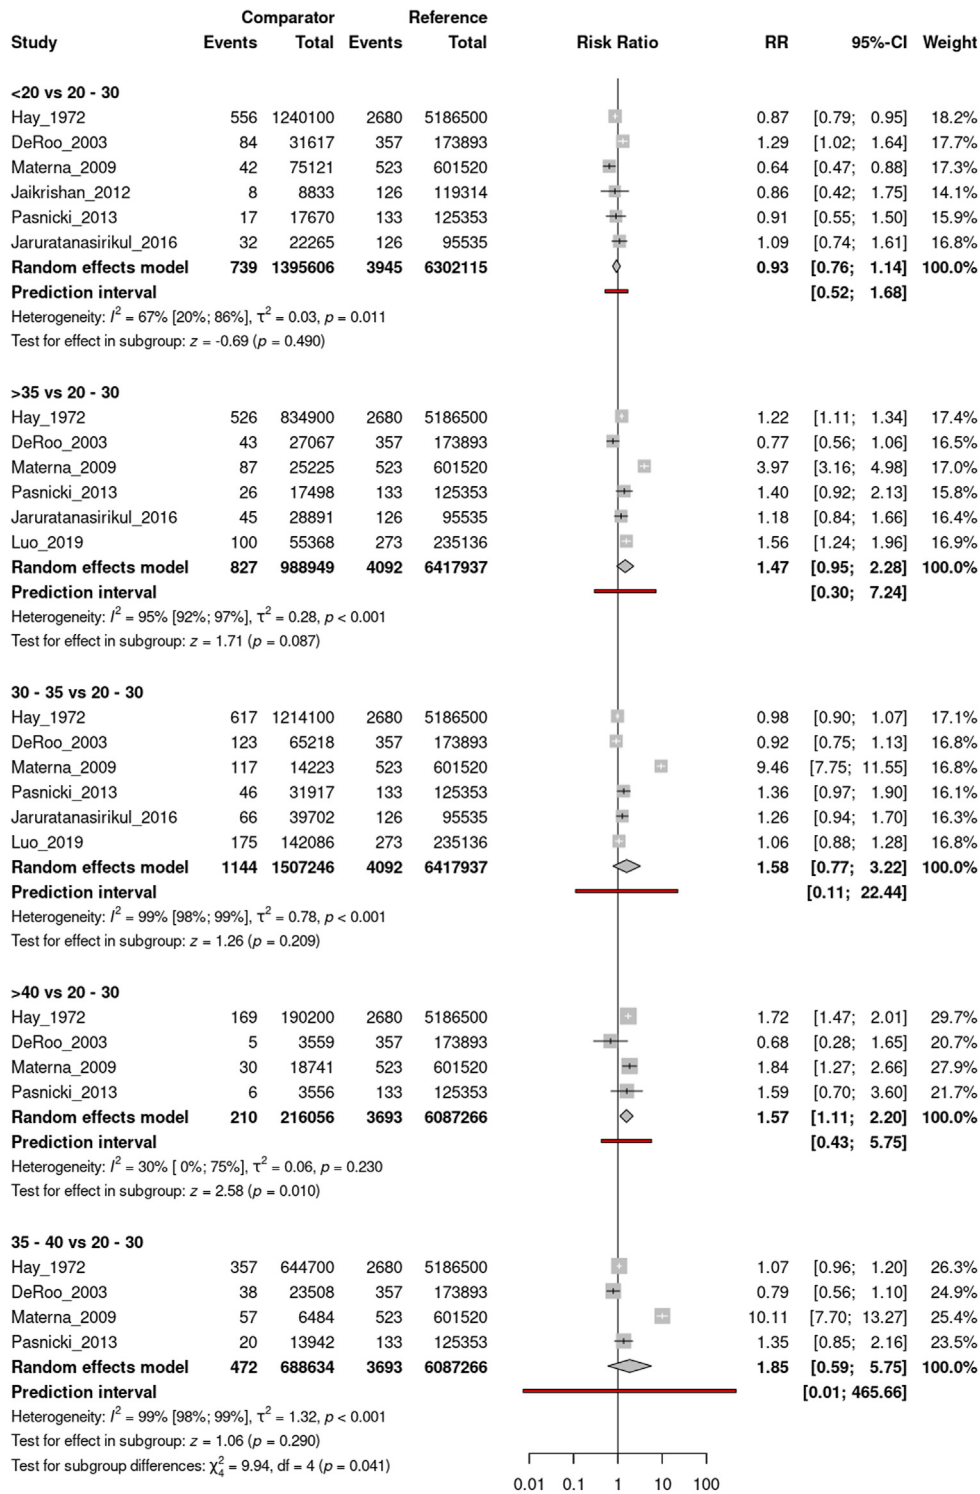 Comparator Reference
Study Events Total Events Total Risk Ratio RR 95%-CI Weight
<20 vs 20 - 30
Hay_1972 556 1240100 2680 5186500 0.87 [0.79; 0.95] 18.2%
DeRoo_2003 84 31617 357 173893 1.29 [1.02; 1.64] 17.7%
Materna_2009 42 75121 523 601520 0.64 [0.47; 0.88] 17.3%
Jaikrishan_2012 8 8833 126 119314 0.86 [0.42; 1.75] 14.1%
Pasnicki_2013 17 17670 133 125353 0.91 [0.55; 1.50] 15.9%
Jaruratanasirikul_2016 32 22265 126 95535 1.09 [0.74; 1.61] 16.8%
Random effects model 739 1395606 3945 6302115 0.93 [0.76; 1.14] 100.0%
Prediction interval [0.52; 1.68]
Heterogeneity: I² = 67% [20%; 86%], τ² = 0.03, p = 0.011
Test for effect in subgroup: z = -0.69 (p = 0.490)
>35 vs 20 - 30
Hay_1972 526 834900 2680 5186500 1.22 [1.11; 1.34] 17.4%
DeRoo_2003 43 27067 357 173893 0.77 [0.56; 1.06] 16.5%
Materna_2009 87 25225 523 601520 3.97 [3.16; 4.98] 17.0%
Pasnicki_2013 26 17498 133 125353 1.40 [0.92; 2.13] 15.8%
Jaruratanasirikul_2016 45 28891 126 95535 1.18 [0.84; 1.66] 16.4%
Luo_2019 100 55368 273 235136 1.56 [1.24; 1.96] 16.9%
Random effects model 827 988949 4092 6417937 1.47 [0.95; 2.28] 100.0%
Prediction interval [0.30; 7.24]
Heterogeneity: I² = 95% [92%; 97%], τ² = 0.28, p < 0.001
Test for effect in subgroup: z = 1.71 (p = 0.087)
30 - 35 vs 20 - 30
Hay_1972 617 1214100 2680 5186500 0.98 [0.90; 1.07] 17.1%
DeRoo_2003 123 65218 357 173893 0.92 [0.75; 1.13] 16.8%
Materna_2009 117 14223 523 601520 9.46 [7.75; 11.55] 16.8%
Pasnicki_2013 46 31917 133 125353 1.36 [0.97; 1.90] 16.1%
Jaruratanasirikul_2016 66 39702 126 95535 1.26 [0.94; 1.70] 16.3%
Luo_2019 175 142086 273 235136 1.06 [0.88; 1.28] 16.8%
Random effects model 1144 1507246 4092 6417937 1.58 [0.77; 3.22] 100.0%
Prediction interval [0.11; 22.44]
Heterogeneity: I² = 99% [98%; 99%], τ² = 0.78, p < 0.001
Test for effect in subgroup: z = 1.26 (p = 0.209)
>40 vs 20 - 30
Hay_1972 169 190200 2680 5186500 1.72 [1.47; 2.01] 29.7%
DeRoo_2003 5 3559 357 173893 0.68 [0.28; 1.65] 20.7%
Materna_2009 30 18741 523 601520 1.84 [1.27; 2.66] 27.9%
Pasnicki_2013 6 3556 133 125353 1.59 [0.70; 3.60] 21.7%
Random effects model 210 216056 3693 6087266 1.57 [1.11; 2.20] 100.0%
Prediction interval [0.43; 5.75]
Heterogeneity: I² = 30% [ 0%; 75%], τ² = 0.06, p = 0.230
Test for effect in subgroup: z = 2.58 (p = 0.010)
35 - 40 vs 20 - 30
Hay_1972 357 644700 2680 5186500 1.07 [0.96; 1.20] 26.3%
DeRoo_2003 38 23508 357 173893 0.79 [0.56; 1.10] 24.9%
Materna_2009 57 6484 523 601520 10.11 [7.70; 13.27] 25.4%
Pasnicki_2013 20 13942 133 125353 1.35 [0.85; 2.16] 23.5%
Random effects model 472 688634 3693 6087266 1.85 [0.59; 5.75] 100.0%
Prediction interval [0.01; 465.66]
Heterogeneity: I² = 99% [98%; 99%], τ² = 1.32, p < 0.001
Test for effect in subgroup: z = 1.06 (p = 0.290)
Test for subgroup differences: χ²₄ = 9.94, df = 4 (p = 0.041)
0.01 0.1 1 10 100